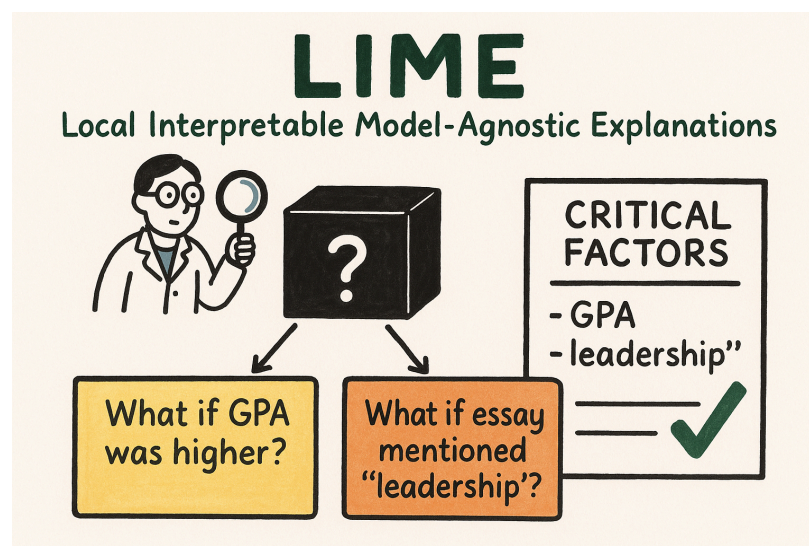 LIME
Local Interpretable Model-Agnostic Explanations
?
CRITICAL
FACTORS
- GPA
- leadership”
What if GPA
was higher?
What if essay
mentioned
“leadership’?